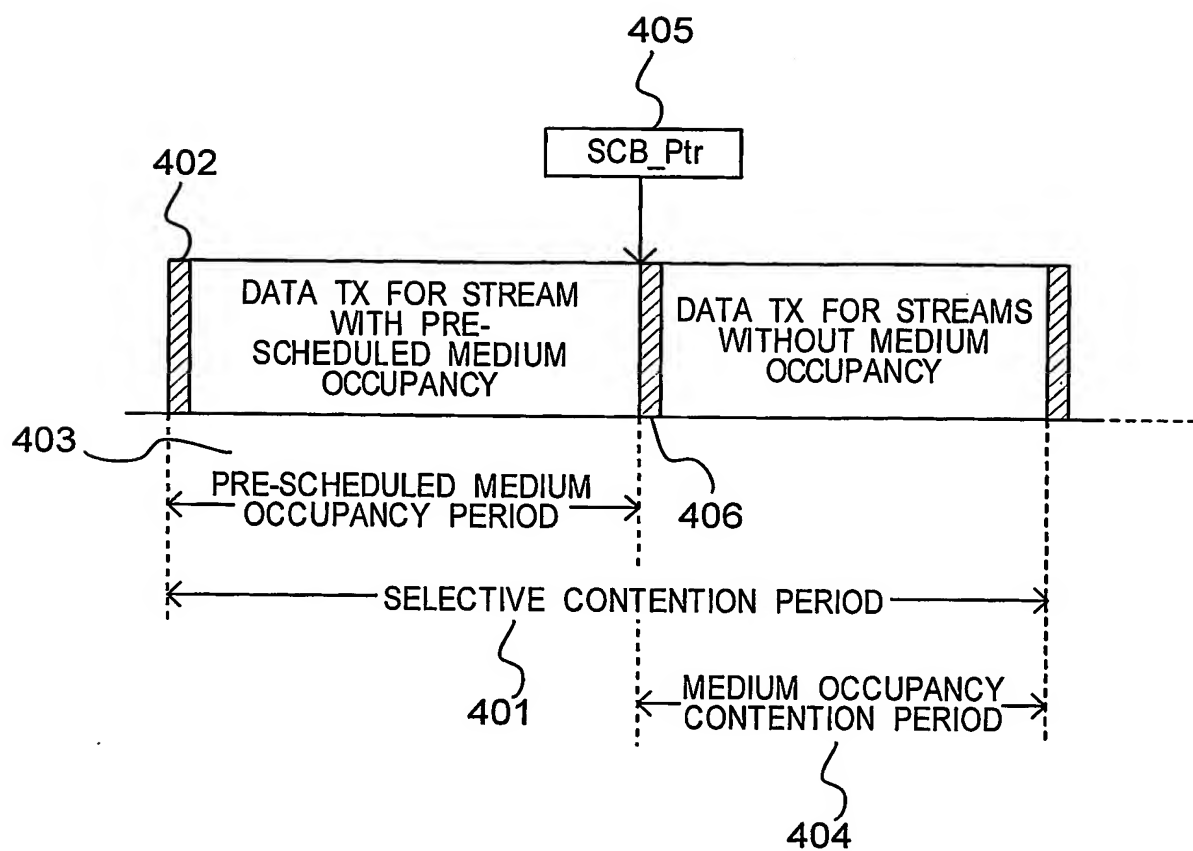 405
SCB_Ptr
402
DATA TX FOR STREAM
WITH PRE-
SCHEDULED MEDIUM
OCCUPANCY
DATA TX FOR STREAMS
WITHOUT MEDIUM
OCCUPANCY
403
PRE-SCHEDULED MEDIUM
OCCUPANCY PERIOD
406
SELECTIVE CONTENTION PERIOD
401
MEDIUM OCCUPANCY
CONTENTION PERIOD
404